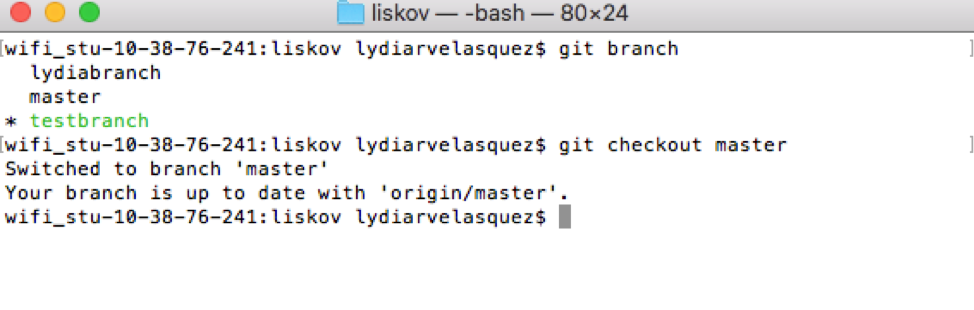 liskov — -bash — 80×24
[wifi_stu-10-38-76-241:liskov lydiarvelasquez$ git branch ]
  lydiabranch
  master
* testbranch
[wifi_stu-10-38-76-241:liskov lydiarvelasquez$ git checkout master ]
Switched to branch 'master'
Your branch is up to date with 'origin/master'.
wifi_stu-10-38-76-241:liskov lydiarvelasquez$